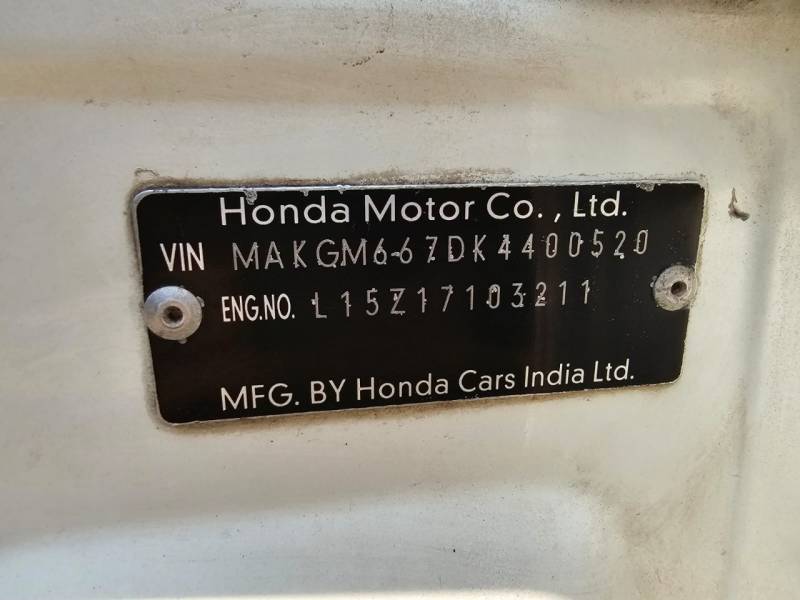 Honda Motor Co., Ltd.
VIN MAKGM667DK4400520
ENG.NO. L15Z17103211
MFG. BY Honda Cars India Ltd.